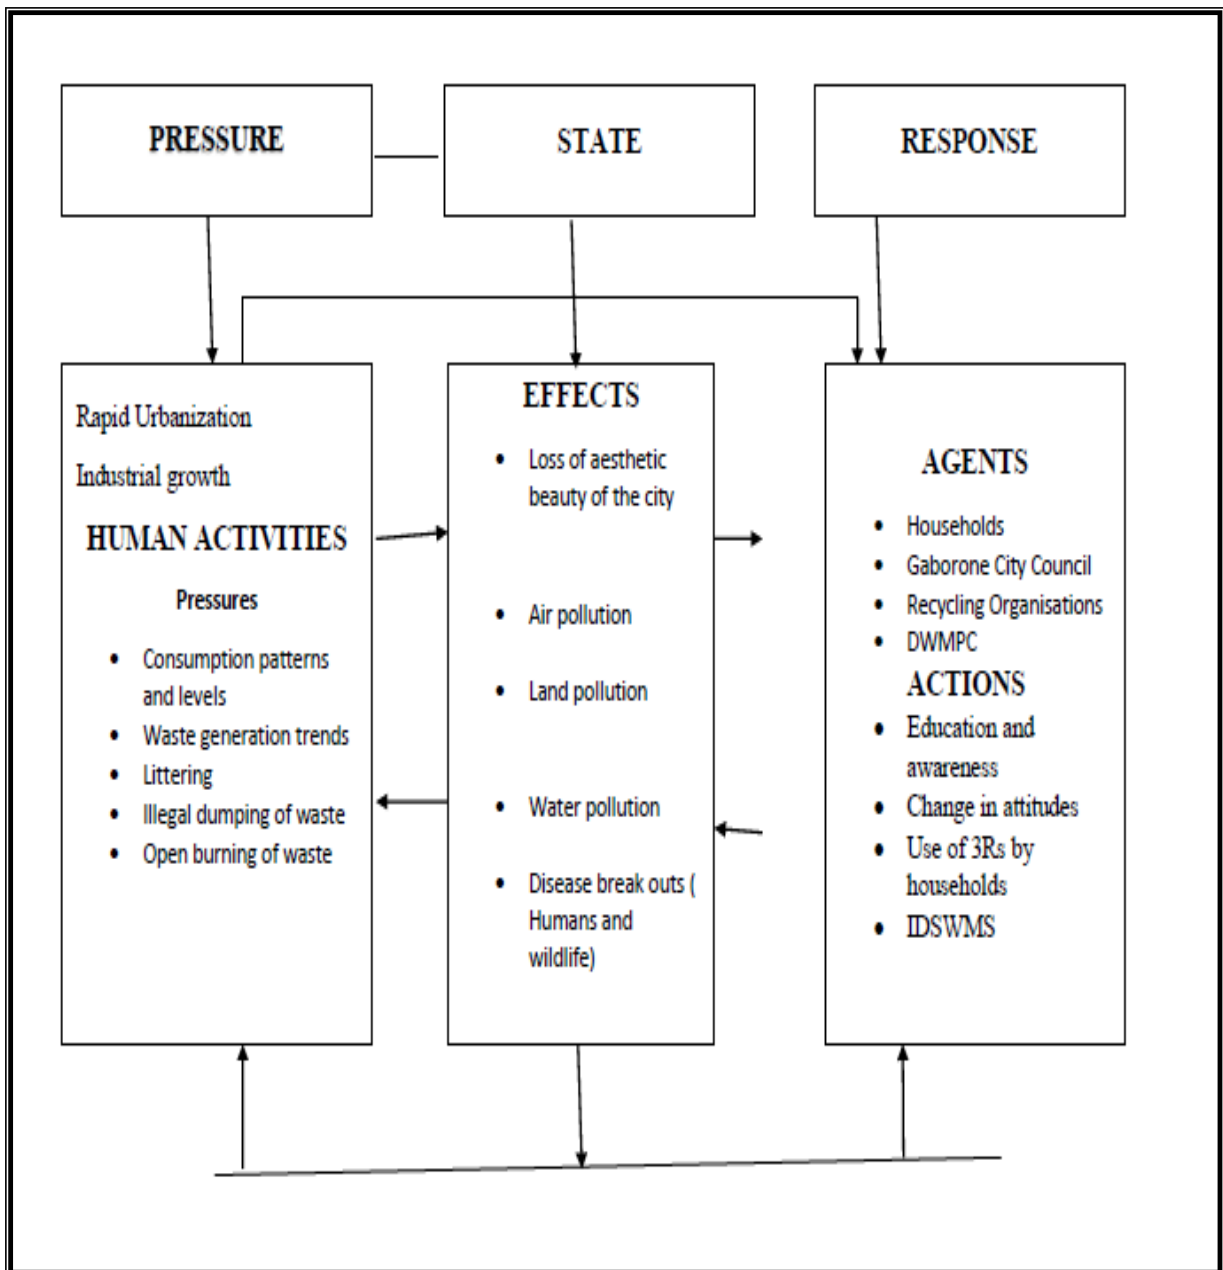 PRESSURE
STATE
RESPONSE
Rapid Urbanization
Industrial growth
HUMAN ACTIVITIES
Pressures
• Consumption patterns
and levels
• Waste generation trends
• Littering
• Illegal dumping of waste
• Open burning of waste
EFFECTS
• Loss of aesthetic
beauty of the city
• Air pollution
• Land pollution
• Water pollution
• Disease break outs (
Humans and
wildlife)
AGENTS
• Households
• Gaborone City Council
• Recycling Organisations
• DWMPC
ACTIONS
• Education and
awareness
• Change in attitudes
• Use of 3Rs by
households
• IDSWMS